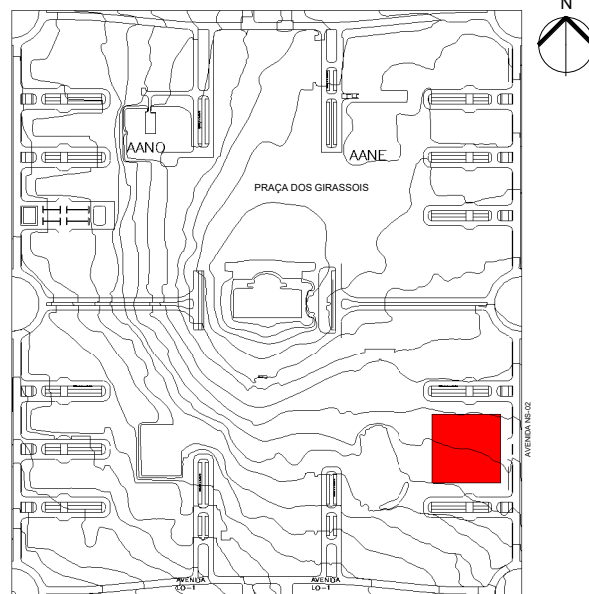 N
AANO
AANE
PRAÇA DOS GIRASSOIS
AVENIDA NS-02
AVENIDA
LO-1
AVENIDA
LO-1